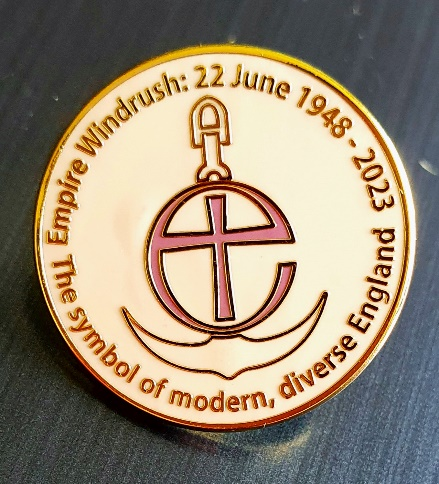 Empire Windrush: 22 June 1948 - 2023
The symbol of modern, diverse England